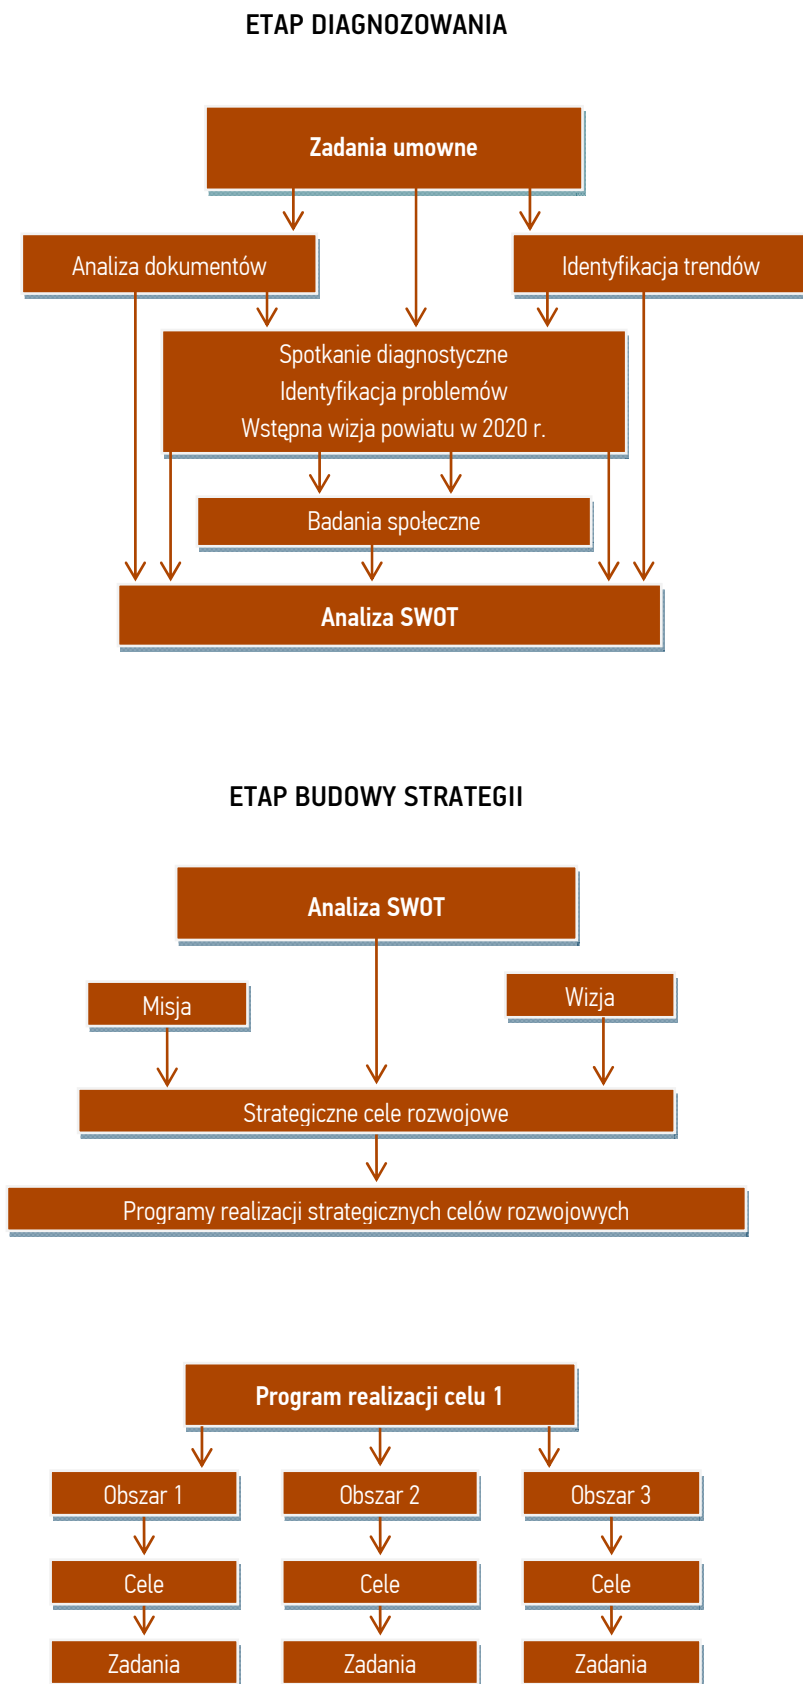 ETAP DIAGNOZOWANIA
Zadania umowne
Analiza dokumentów
Identyfikacja trendów
Spotkanie diagnostyczne
Identyfikacja problemów
Wstępna wizja powiatu w 2020 r.
Badania społeczne
Analiza SWOT
ETAP BUDOWY STRATEGII
Analiza SWOT
Misja
Wizja
Strategiczne cele rozwojowe
Programy realizacji strategicznych celów rozwojowych
Program realizacji celu 1
Obszar 1
Obszar 2
Obszar 3
Cele
Cele
Cele
Zadania
Zadania
Zadania